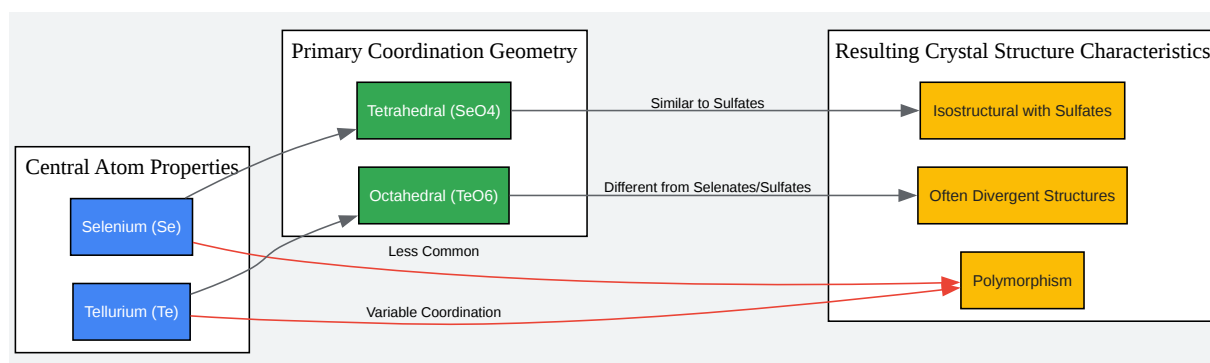 Central Atom Properties
Selenium (Se)
Tellurium (Te)
Primary Coordination Geometry
Tetrahedral (SeO4)
Octahedral (TeO6)
Similar to Sulfates
Different from Selenates/Sulfates
Less Common
Variable Coordination
Resulting Crystal Structure Characteristics
Isostructural with Sulfates
Often Divergent Structures
Polymorphism